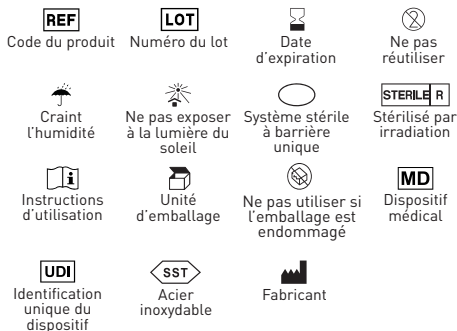 REF
LOT
Code du produit
Numéro du lot
Date
d'expiration
Ne pas
réutiliser
2
STERILE R
Craint
l'humidité
Ne pas exposer
à la lumière du
soleil
Système stérile
à barrière
unique
Stérilisé par
irradiation
i
MD
Instructions
d'utilisation
Unité
d'emballage
Ne pas utiliser si
l'emballage est
endommagé
Dispositif
médical
UDI
SST
Identification
unique du
dispositif
Acier
inoxydable
Fabricant